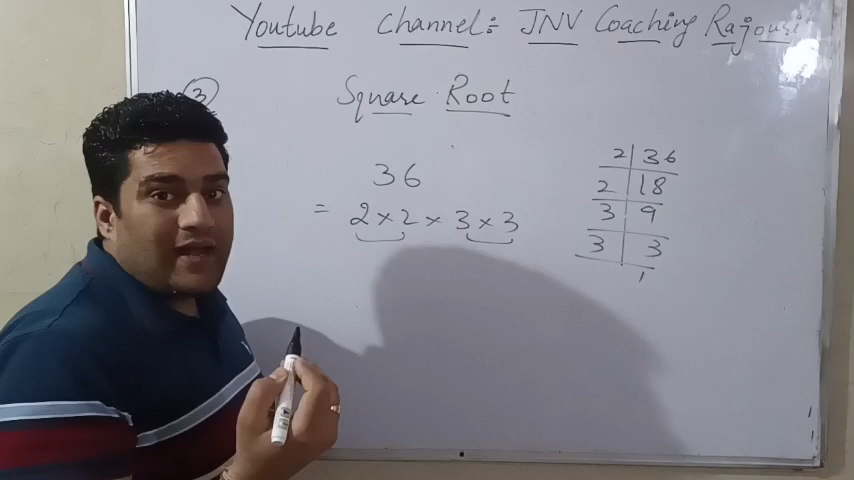 Youtube channel: JNV Coaching Rajouri
3
Square Root
36
= 2 × 2 × 3 × 3
2 36
2 18
3 9
3 3
1